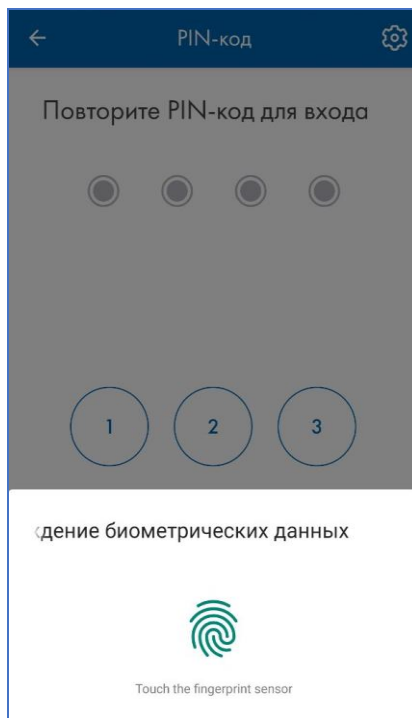 PIN-код
Повторите PIN-код для входа
1 2 3
дение биометрических данных
Touch the fingerprint sensor